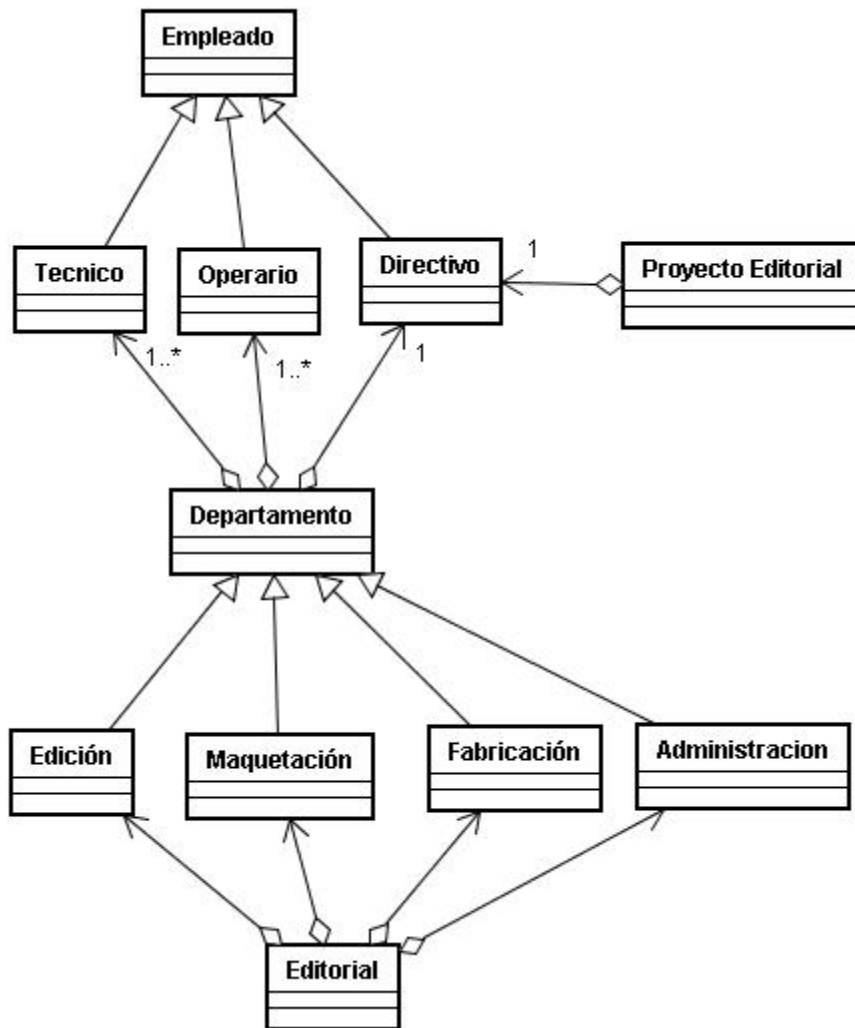 Empleado
Tecnico
Operario
Directivo
1
Proyecto Editorial
1..*
1..*
1
Departamento
Edición
Maquetación
Fabricación
Administracion
Editorial